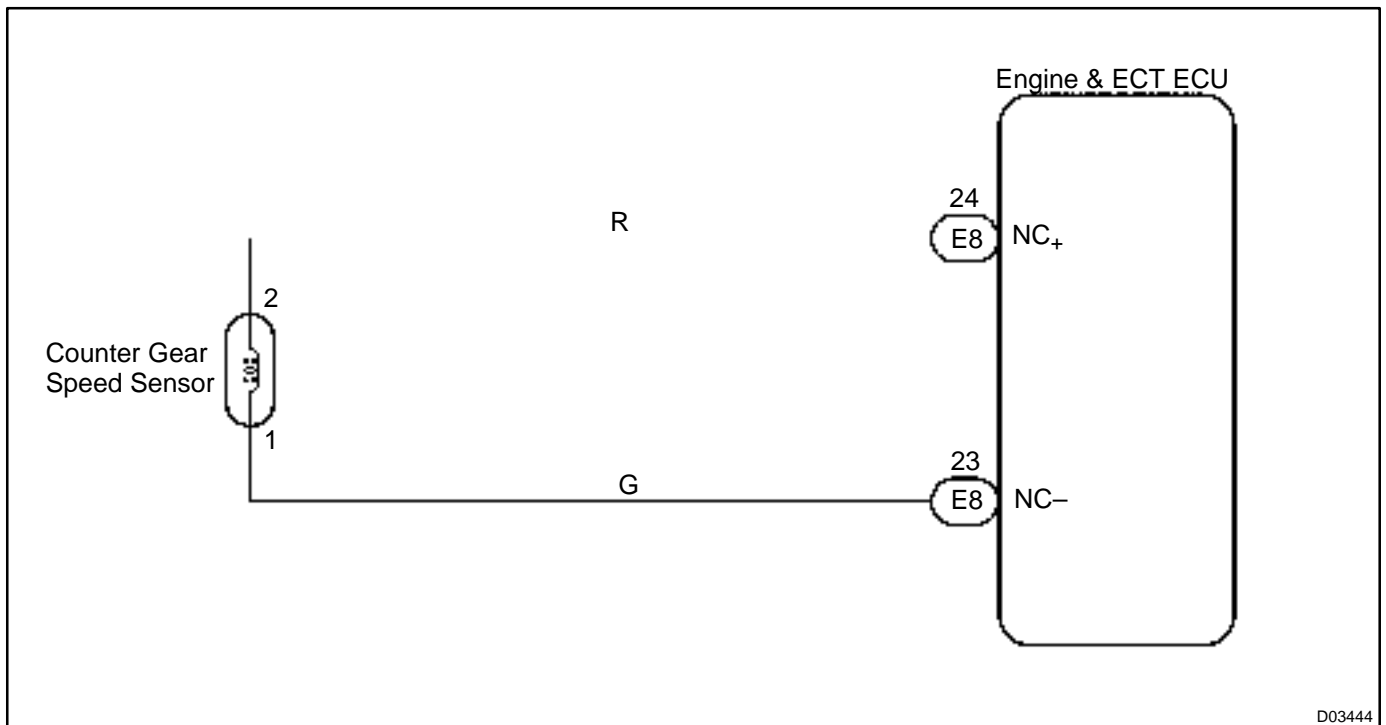 Engine & ECT ECU
24
R
E8
NC+
2
Counter Gear
Speed Sensor
1
23
G
E8
NC–
D03444